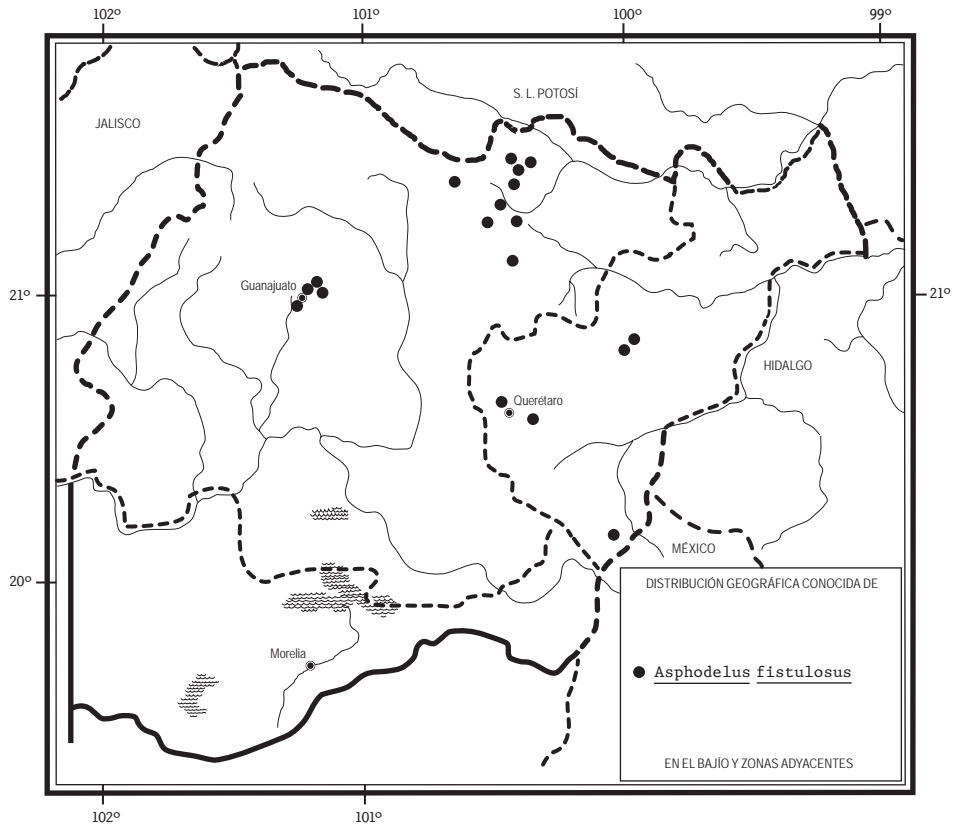 102º 101º 100º 99º
S. L. POTOSÍ
JALISCO
Guanajuato
21º 21º
HIDALGO
Querétaro
MÉXICO
20º
DISTRIBUCIÓN GEOGRÁFICA CONOCIDA DE
Morelia
Asphodelus fistulosus
EN EL BAJÍO Y ZONAS ADYACENTES
102º 101º